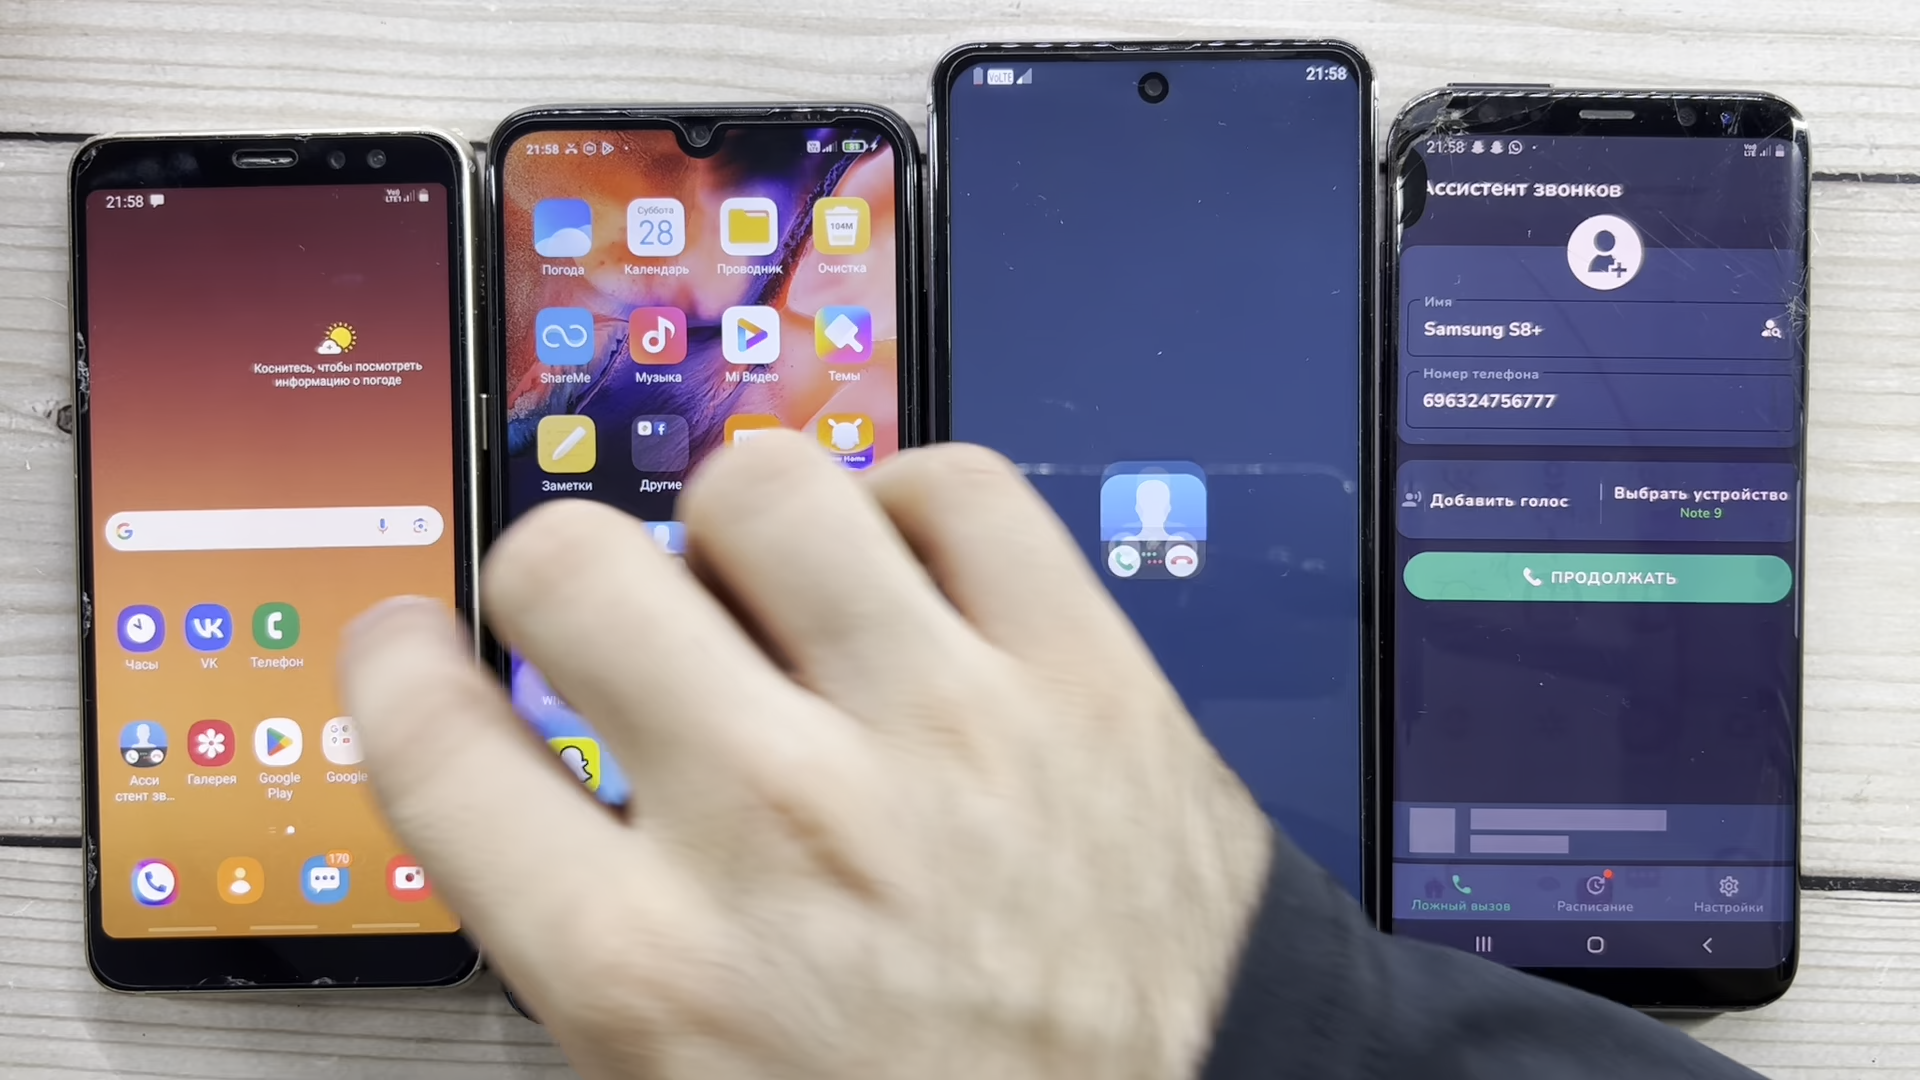 21:58
Коснитесь, чтобы посмотреть
информацию о погоде
Часы
VK
Телефон
Асси
стент зв...
Галерея
Google
Play
Google
170
21:58
Суббота
28
104M
Погода
Календарь
Проводник
Очистка
ShareMe
Музыка
Mi Видео
Темы
Заметки
Другие
VoLTE
21:58
21:58
Ассистент звонков
Имя
Samsung S8+
Номер телефона
696324756777
Добавить голос
Выбрать устройство
Note 9
ПРОДОЛЖАТЬ
Ложный вызов
Расписание
Настройки